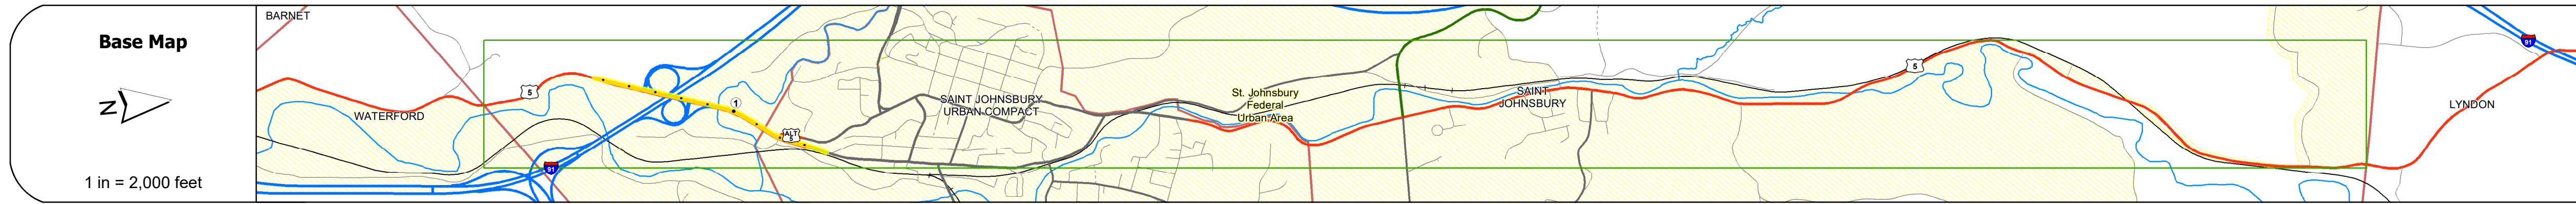 Base Map
N
1 in = 2,000 feet
BARNET
WATERFORD
5
91
1
ALT
5
SAINT JOHNSBURY
URBAN COMPACT
St. Johnsbury
Federal
Urban Area
SAINT
JOHNSBURY
5
LYNDON
91